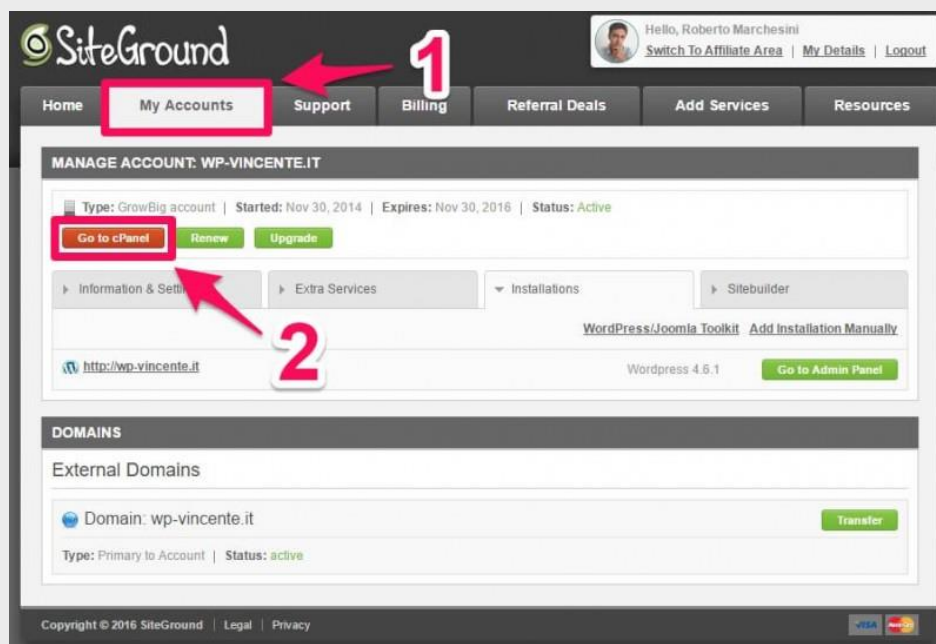 SiteGround
Hello, Roberto Marchesini
Switch To Affiliate Area | My Details | Logout
1
Home My Accounts Support Billing Referral Deals Add Services Resources
MANAGE ACCOUNT: WP-VINCENTE.IT
Type: GrowBig account | Started: Nov 30, 2014 | Expires: Nov 30, 2016 | Status: Active
Go to cPanel Renew Upgrade
Information & Extra Services Installations Sitebuilder
2
WordPress/Joomla Toolkit Add Installation Manually
http://wp-vincente.it Wordpress 4.6.1 Go to Admin Panel
DOMAINS
External Domains
Domain: wp-vincente.it Transfer
Type: Primary to Account | Status: active
Copyright © 2016 SiteGround | Legal | Privacy VISA